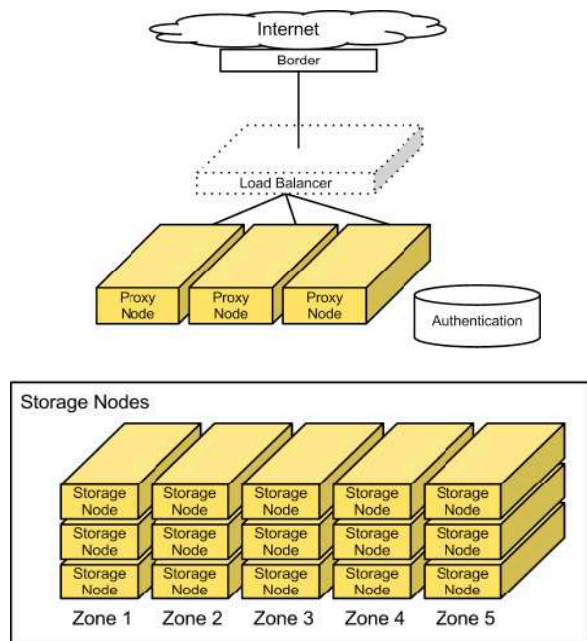 Internet
Border
Load Balancer
Proxy
Node
Proxy
Node
Proxy
Node
Authentication
Storage Nodes
Storage
Node
Storage
Node
Storage
Node
Storage
Node
Storage
Node
Storage
Node
Storage
Node
Storage
Node
Storage
Node
Storage
Node
Storage
Node
Storage
Node
Storage
Node
Storage
Node
Storage
Node
Zone 1
Zone 2
Zone 3
Zone 4
Zone 5